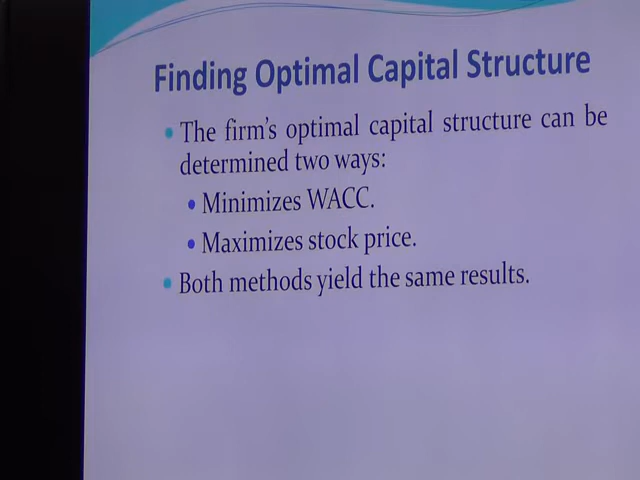 Finding Optimal Capital Structure
• The firm's optimal capital structure can be
determined two ways:
• Minimizes WACC.
• Maximizes stock price.
• Both methods yield the same results.